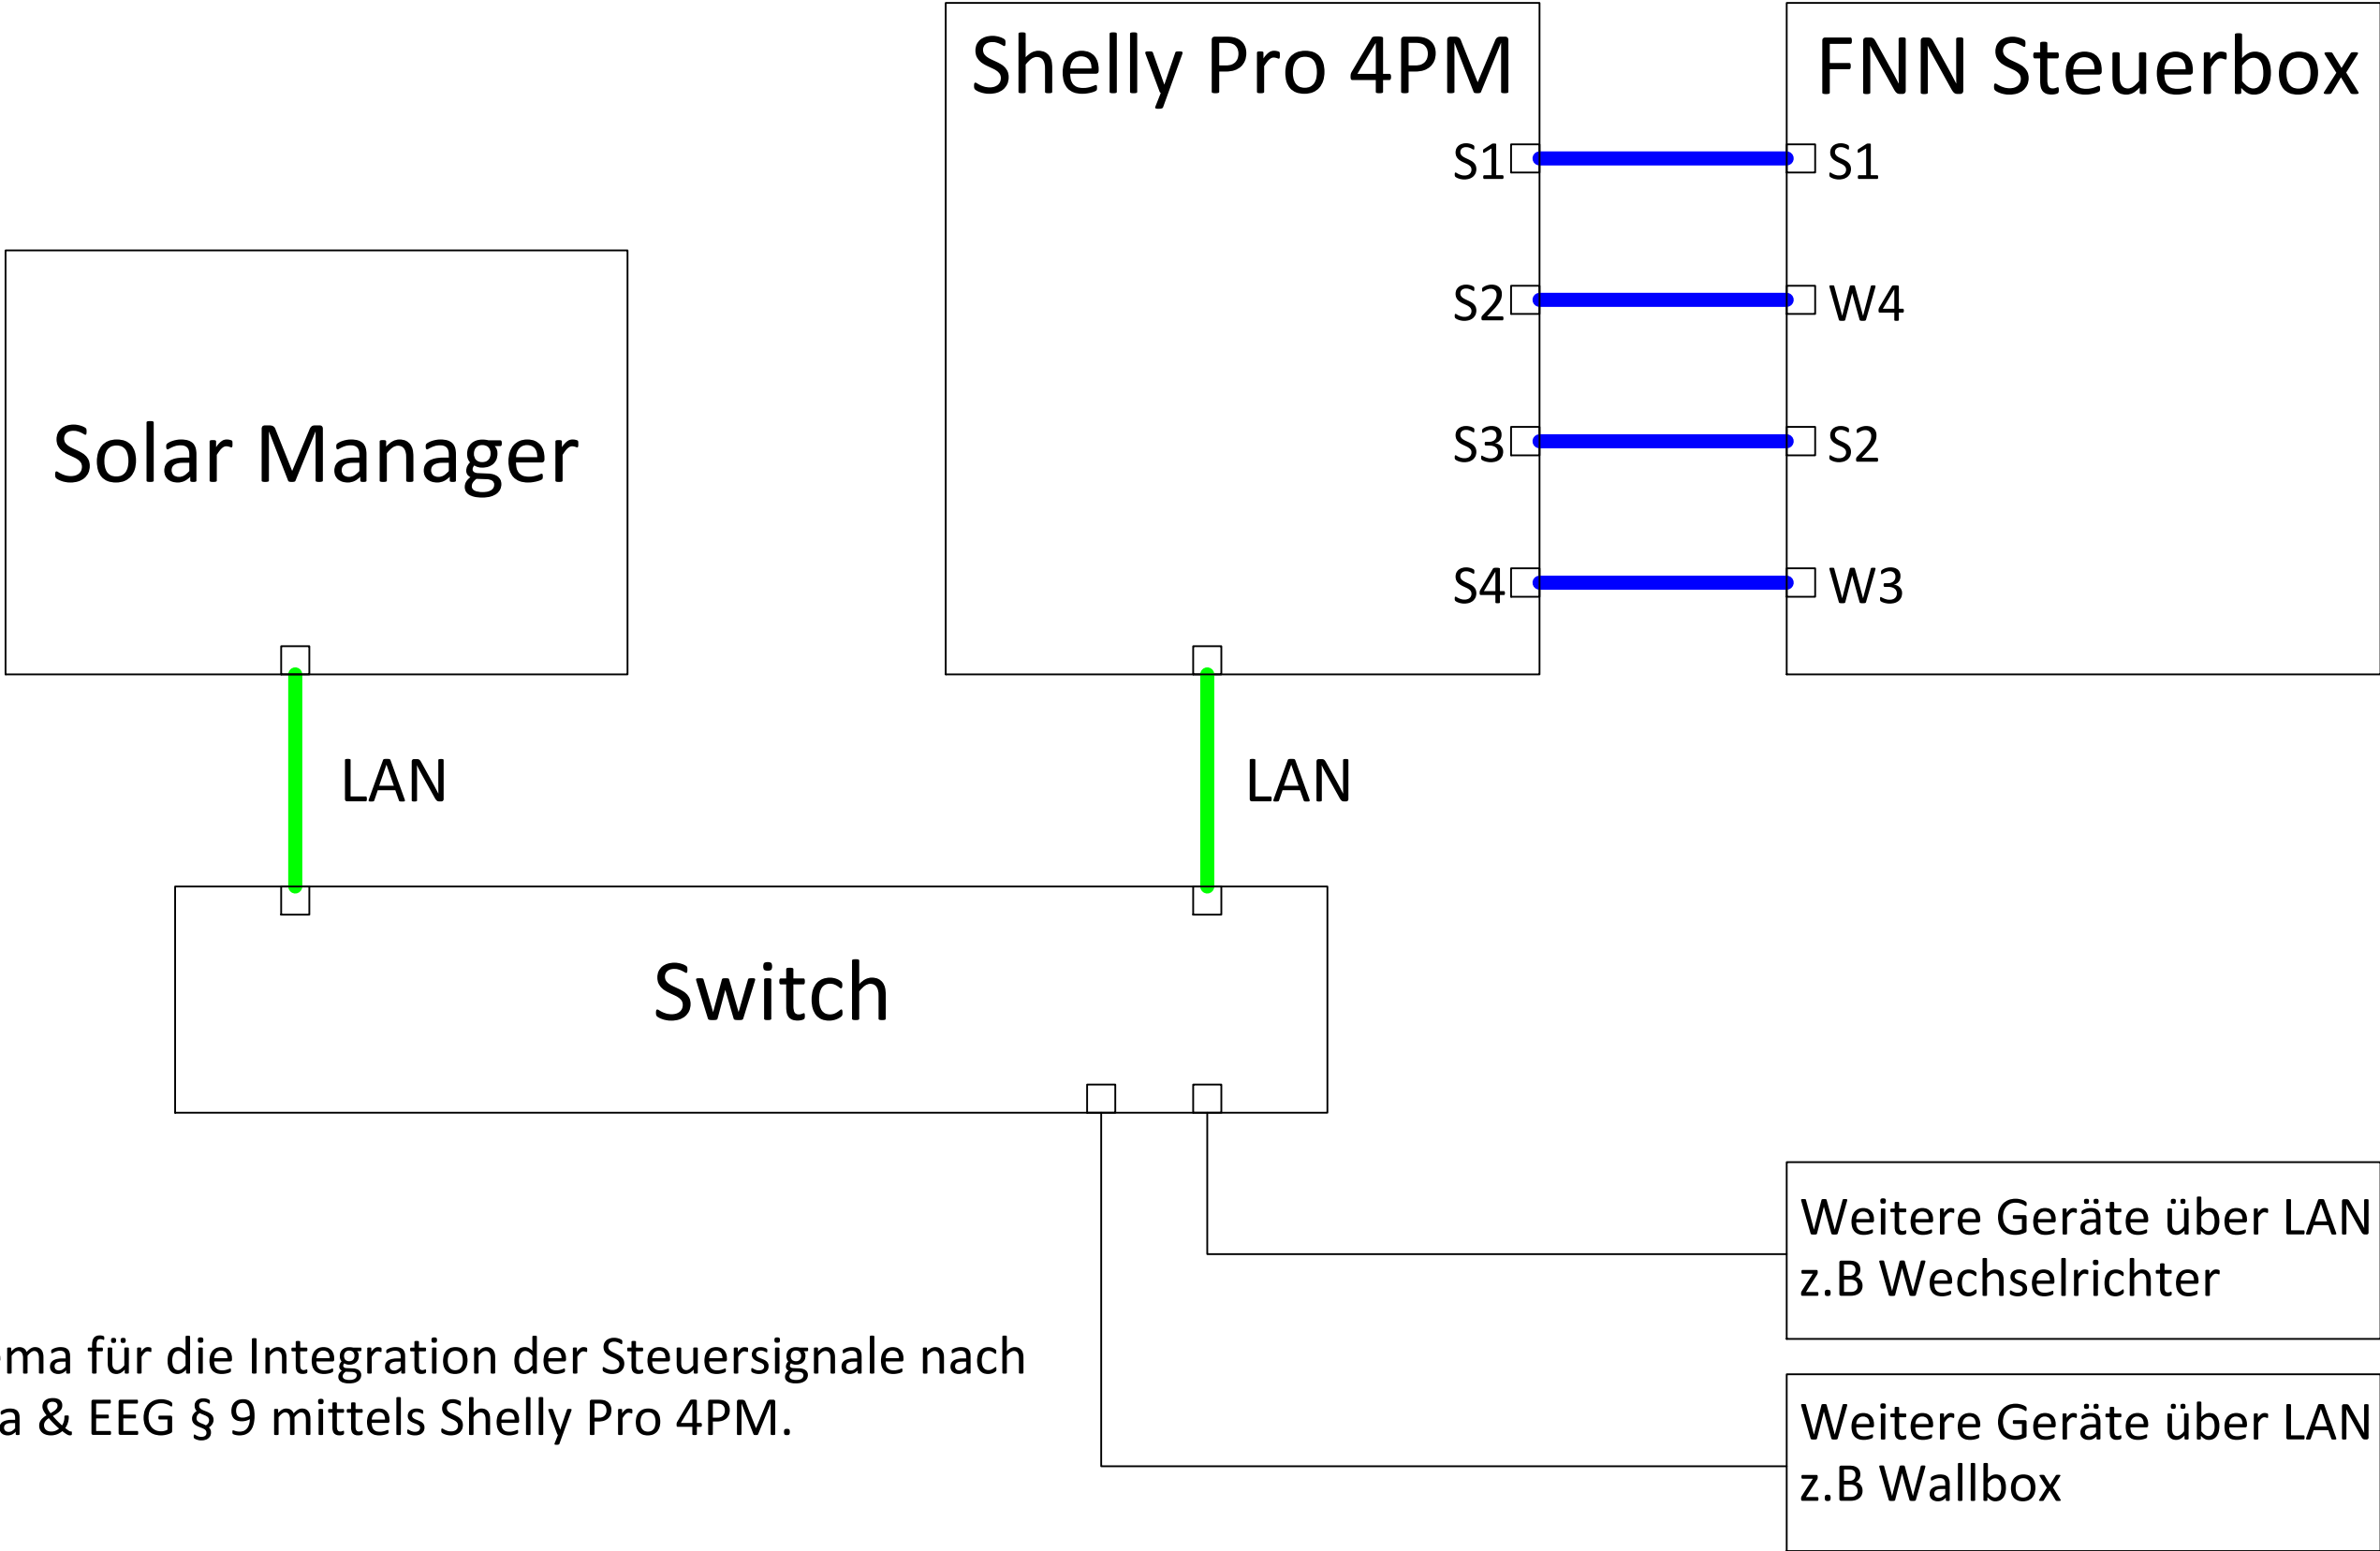 Shelly Pro 4PM
FNN Steuerbox
S1
S1
S2
W4
Solar Manager
S3
S2
S4
W3
LAN
LAN
Switch
Weitere Geräte über LAN
z.B Wechselrichter
ma für die Integration der Steuersignale nach
a & EEG § 9 mittels Shelly Pro 4PM.
Weitere Geräte über LAN
z.B Wallbox